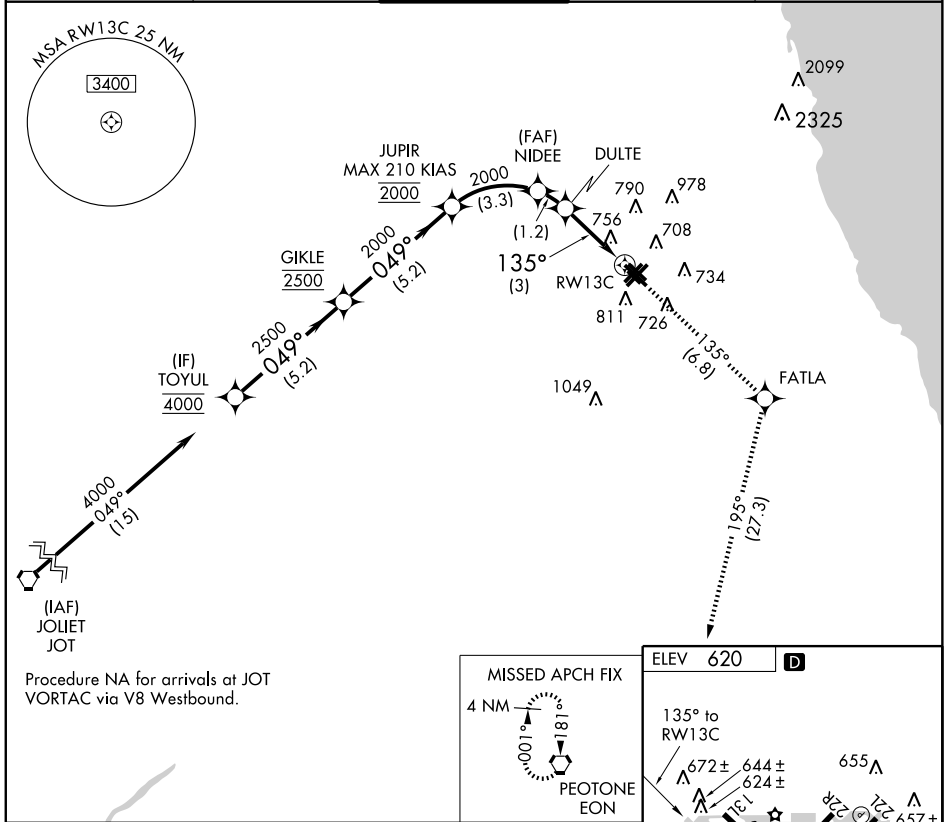 MSA RW13C 25 NM
3400
2099
2325
(FAF)
NIDEE
DULTE
JUPIR
MAX 210 KIAS
2000
2000
(3.3)
(1.2)
790
978
756
708
135°
(3)
RW13C
734
811
726
GIKLE
2500
2000
049°
(5.2)
135°
(6.8)
FATLA
(IF)
TOYUL
4000
2500
049°
(5.2)
1049
4000
049°
(15)
195°
(27.3)
(IAF)
JOLIET
JOT
Procedure NA for arrivals at JOT
VORTAC via V8 Westbound.
MISSED APCH FIX
4 NM
001°
181°
PEOTONE
EON
ELEV 620
D
135° to
RW13C
672 ±
644 ±
624 ±
655
13L
22R
22L
P
657 ±